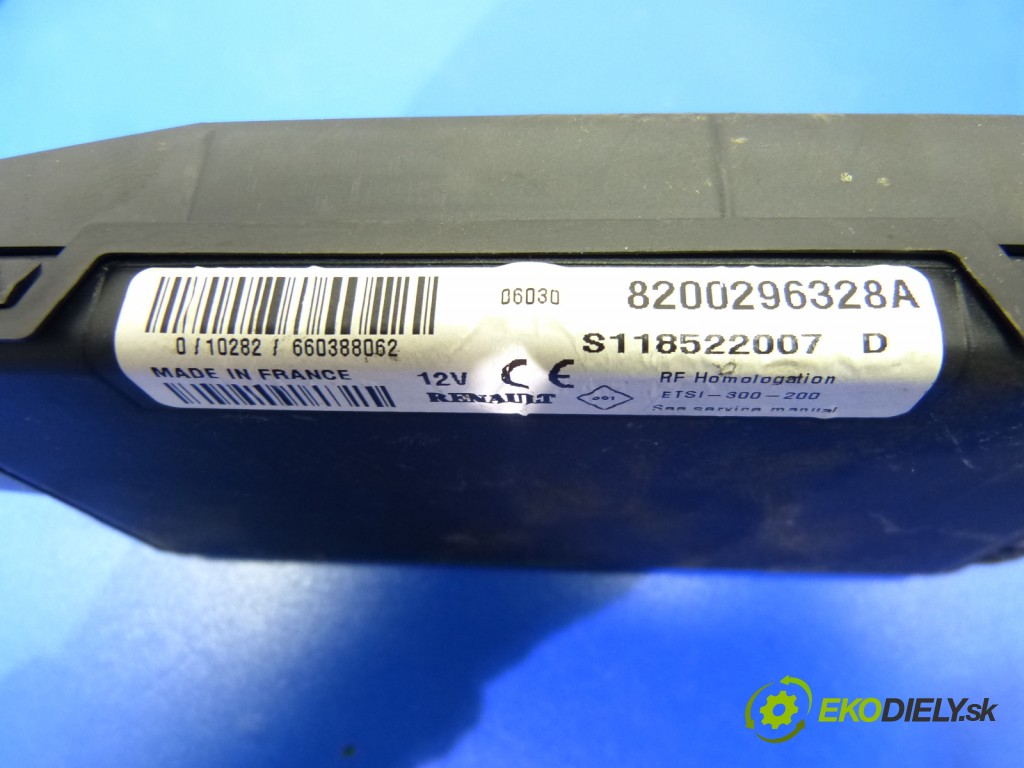 06030 8200296328A
0/10282/660388062 S118522007 D
MADE IN FRANCE 12V CE RF Homologation
RENAULT 001 ETSI-300-200
See service manual
EKODIELY.sk